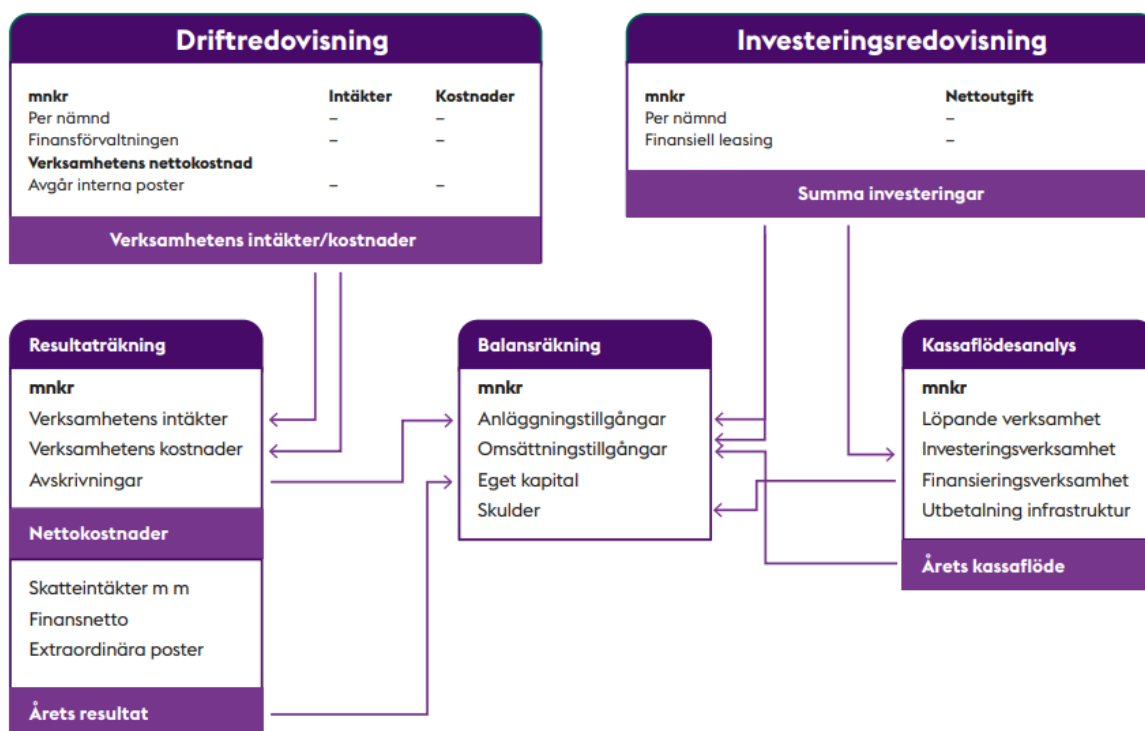 Driftredovisning
mnkr Intäkter Kostnader
Per nämnd – –
Finansförvaltningen – –
Verksamhetens nettokostnad
Avgår interna poster – –
Verksamhetens intäkter/kostnader
Investeringsredovisning
mnkr Nettoutgift
Per nämnd –
Finansiell leasing –
Summa investeringar
Resultaträkning
mnkr
Verksamhetens intäkter
Verksamhetens kostnader
Avskrivningar
Nettokostnader
Skatteintäkter m m
Finansnetto
Extraordinära poster
Årets resultat
Balansräkning
mnkr
Anläggningstillgångar
Omsättningstillgångar
Eget kapital
Skulder
Kassaflödesanalys
mnkr
Löpande verksamhet
Investeringsverksamhet
Finansieringsverksamhet
Utbetalning infrastruktur
Årets kassaflöde